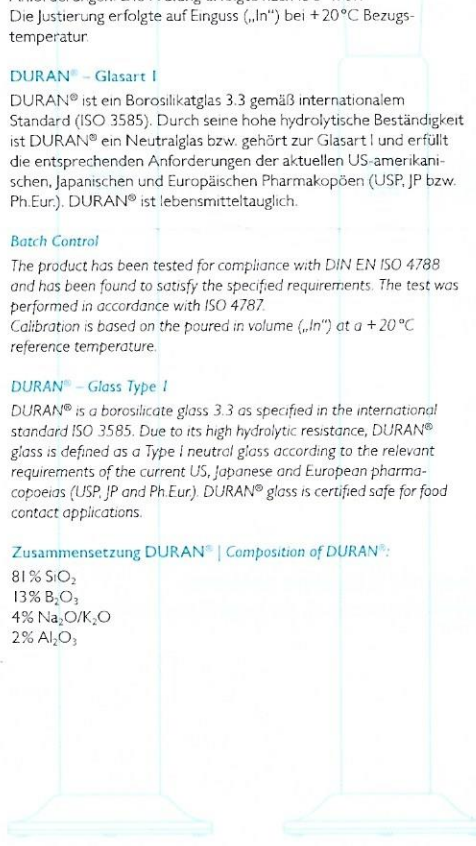 Die Justierung erfolgte auf Einguss („In“) bei +20°C Bezugs-
temperatur.
DURAN® – Glasart I
DURAN® ist ein Borosilikatglas 3.3 gemäß internationalem
Standard (ISO 3585). Durch seine hohe hydrolytische Beständigkeit
ist DURAN® ein Neutralglas bzw. gehört zur Glasart I und erfüllt
die entsprechenden Anforderungen der aktuellen US-amerikani-
schen, Japanischen und Europäischen Pharmakopöen (USP, JP bzw.
Ph.Eur.). DURAN® ist lebensmitteltauglich.
Batch Control
The product has been tested for compliance with DIN EN ISO 4788
and has been found to satisfy the specified requirements. The test was
performed in accordance with ISO 4787.
Calibration is based on the poured in volume („In“) at a +20°C
reference temperature.
DURAN® – Glass Type I
DURAN® is a borosilicate glass 3.3 as specified in the international
standard ISO 3585. Due to its high hydrolytic resistance, DURAN®
glass is defined as a Type I neutral glass according to the relevant
requirements of the current US, Japanese and European pharma-
copoeias (USP, JP and Ph.Eur.). DURAN® glass is certified safe for food
contact applications.
Zusammensetzung DURAN® | Composition of DURAN®:
81% SiO₂
13% B₂O₃
4% Na₂O/K₂O
2% Al₂O₃